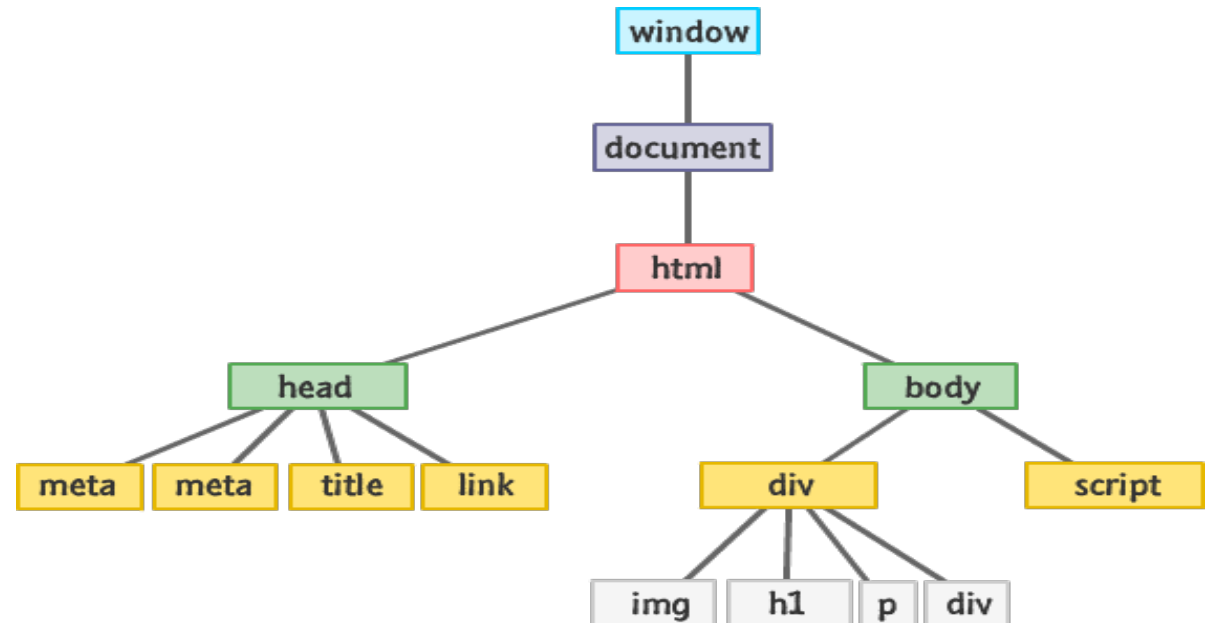 window
document
html
head body
meta meta title link div script
img h1 p div